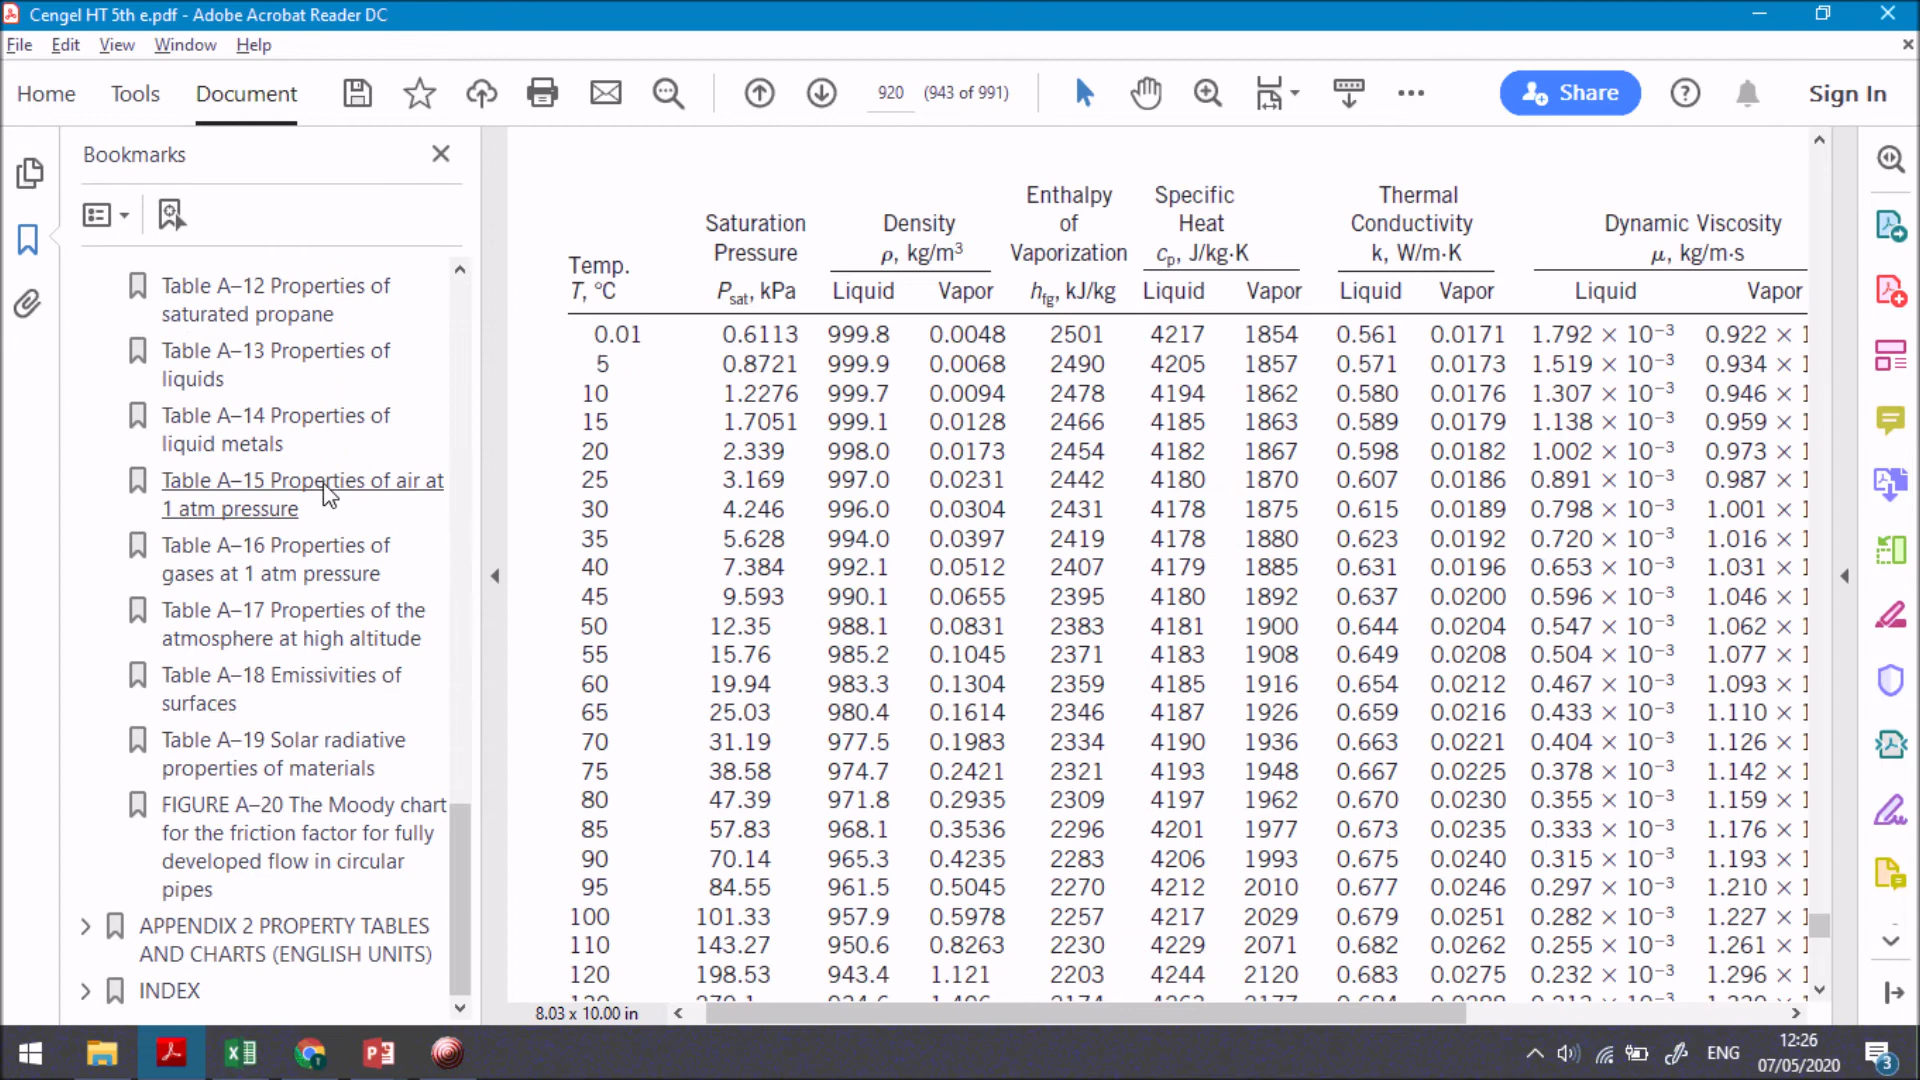 Cengel HT 5th e.pdf - Adobe Acrobat Reader DC
File Edit View Window Help
Home Tools Document 920 (943 of 991) Share Sign In
Bookmarks
Table A–12 Properties of
saturated propane
Table A–13 Properties of
liquids
Table A–14 Properties of
liquid metals
Table A–15 Properties of air at
1 atm pressure
Table A–16 Properties of
gases at 1 atm pressure
Table A–17 Properties of the
atmosphere at high altitude
Table A–18 Emissivities of
surfaces
Table A–19 Solar radiative
properties of materials
FIGURE A–20 The Moody chart
for the friction factor for fully
developed flow in circular
pipes
APPENDIX 2 PROPERTY TABLES
AND CHARTS (ENGLISH UNITS)
INDEX
Enthalpy Specific Thermal
Saturation Density of Heat Conductivity Dynamic Viscosity
Pressure ρ, kg/m³ Vaporization cp, J/kg·K k, W/m·K μ, kg/m·s
Temp.
T, °C Psat, kPa Liquid Vapor hfg, kJ/kg Liquid Vapor Liquid Vapor Liquid Vapor
0.01 0.6113 999.8 0.0048 2501 4217 1854 0.561 0.0171 1.792 × 10⁻³ 0.922 × 1
5 0.8721 999.9 0.0068 2490 4205 1857 0.571 0.0173 1.519 × 10⁻³ 0.934 × 1
10 1.2276 999.7 0.0094 2478 4194 1862 0.580 0.0176 1.307 × 10⁻³ 0.946 × 1
15 1.7051 999.1 0.0128 2466 4185 1863 0.589 0.0179 1.138 × 10⁻³ 0.959 × 1
20 2.339 998.0 0.0173 2454 4182 1867 0.598 0.0182 1.002 × 10⁻³ 0.973 × 1
25 3.169 997.0 0.0231 2442 4180 1870 0.607 0.0186 0.891 × 10⁻³ 0.987 × 1
30 4.246 996.0 0.0304 2431 4178 1875 0.615 0.0189 0.798 × 10⁻³ 1.001 × 1
35 5.628 994.0 0.0397 2419 4178 1880 0.623 0.0192 0.720 × 10⁻³ 1.016 × 1
40 7.384 992.1 0.0512 2407 4179 1885 0.631 0.0196 0.653 × 10⁻³ 1.031 × 1
45 9.593 990.1 0.0655 2395 4180 1892 0.637 0.0200 0.596 × 10⁻³ 1.046 × 1
50 12.35 988.1 0.0831 2383 4181 1900 0.644 0.0204 0.547 × 10⁻³ 1.062 × 1
55 15.76 985.2 0.1045 2371 4183 1908 0.649 0.0208 0.504 × 10⁻³ 1.077 × 1
60 19.94 983.3 0.1304 2359 4185 1916 0.654 0.0212 0.467 × 10⁻³ 1.093 × 1
65 25.03 980.4 0.1614 2346 4187 1926 0.659 0.0216 0.433 × 10⁻³ 1.110 × 1
70 31.19 977.5 0.1983 2334 4190 1936 0.663 0.0221 0.404 × 10⁻³ 1.126 × 1
75 38.58 974.7 0.2421 2321 4193 1948 0.667 0.0225 0.378 × 10⁻³ 1.142 × 1
80 47.39 971.8 0.2935 2309 4197 1962 0.670 0.0230 0.355 × 10⁻³ 1.159 × 1
85 57.83 968.1 0.3536 2296 4201 1977 0.673 0.0235 0.333 × 10⁻³ 1.176 × 1
90 70.14 965.3 0.4235 2283 4206 1993 0.675 0.0240 0.315 × 10⁻³ 1.193 × 1
95 84.55 961.5 0.5045 2270 4212 2010 0.677 0.0246 0.297 × 10⁻³ 1.210 × 1
100 101.33 957.9 0.5978 2257 4217 2029 0.679 0.0251 0.282 × 10⁻³ 1.227 × 1
110 143.27 950.6 0.8263 2230 4229 2071 0.682 0.0262 0.255 × 10⁻³ 1.261 × 1
120 198.53 943.4 1.121 2203 4244 2120 0.683 0.0275 0.232 × 10⁻³ 1.296 × 1
8.03 x 10.00 in
ENG
12:26
07/05/2020
3